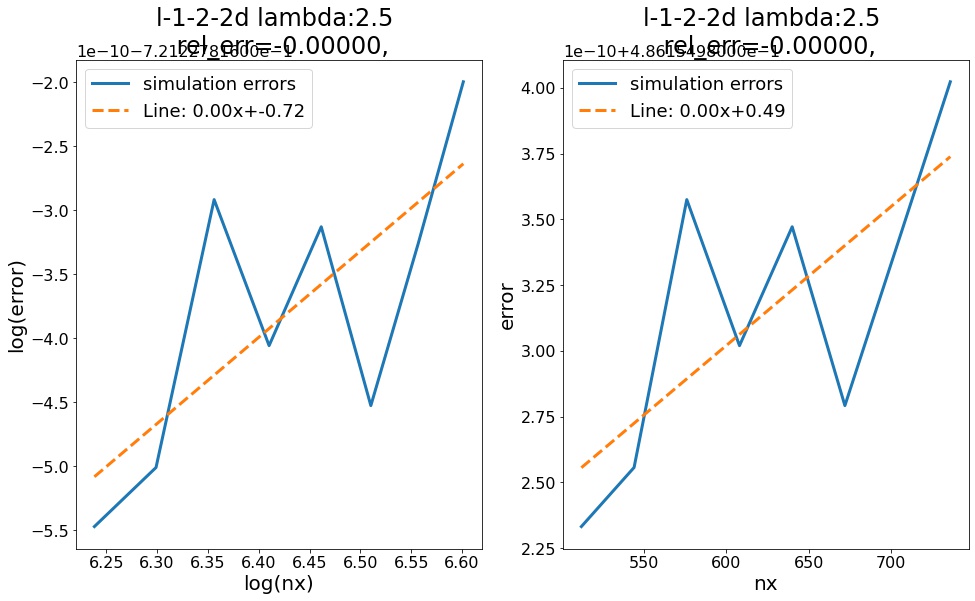 l-1-2-2d lambda:2.5
rel_err=-0.00000,
1e−10−7.2122781600e−1
simulation errors
Line: 0.00x+-0.72
−2.0
−2.5
−3.0
−3.5
−4.0
−4.5
−5.0
−5.5
log(error)
6.25 6.30 6.35 6.40 6.45 6.50 6.55 6.60
log(nx)
l-1-2-2d lambda:2.5
rel_err=-0.00000,
1e−10+4.8615498000e−1
simulation errors
Line: 0.00x+0.49
4.00
3.75
3.50
3.25
3.00
2.75
2.50
2.25
error
550 600 650 700
nx